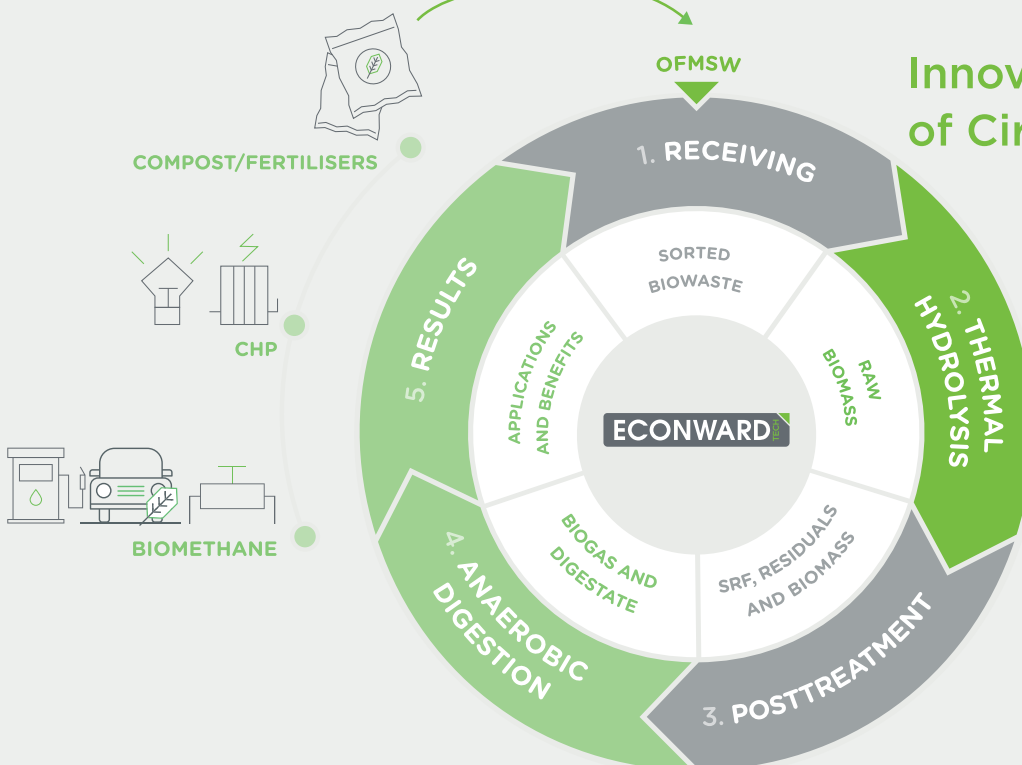 OFMSW
Innov
of Cir
COMPOST/FERTILISERS
CHP
BIOMETHANE
1. RECEIVING
SORTED
BIOWASTE
2. THERMAL
HYDROLYSIS
RAW
BIOMASS
3. POSTTREATMENT
SRF, RESIDUALS
AND BIOMASS
4. ANAEROBIC
DIGESTION
BIOGAS AND
DIGESTATE
5. RESULTS
APPLICATIONS
AND BENEFITS
ECONWARD TECH